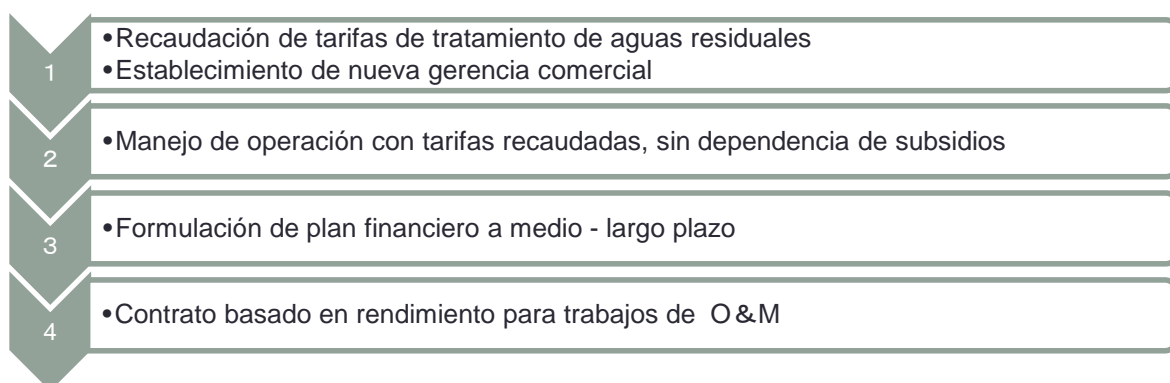 1
•Recaudación de tarifas de tratamiento de aguas residuales
•Establecimiento de nueva gerencia comercial
2
•Manejo de operación con tarifas recaudadas, sin dependencia de subsidios
3
•Formulación de plan financiero a medio - largo plazo
4
•Contrato basado en rendimiento para trabajos de O&M